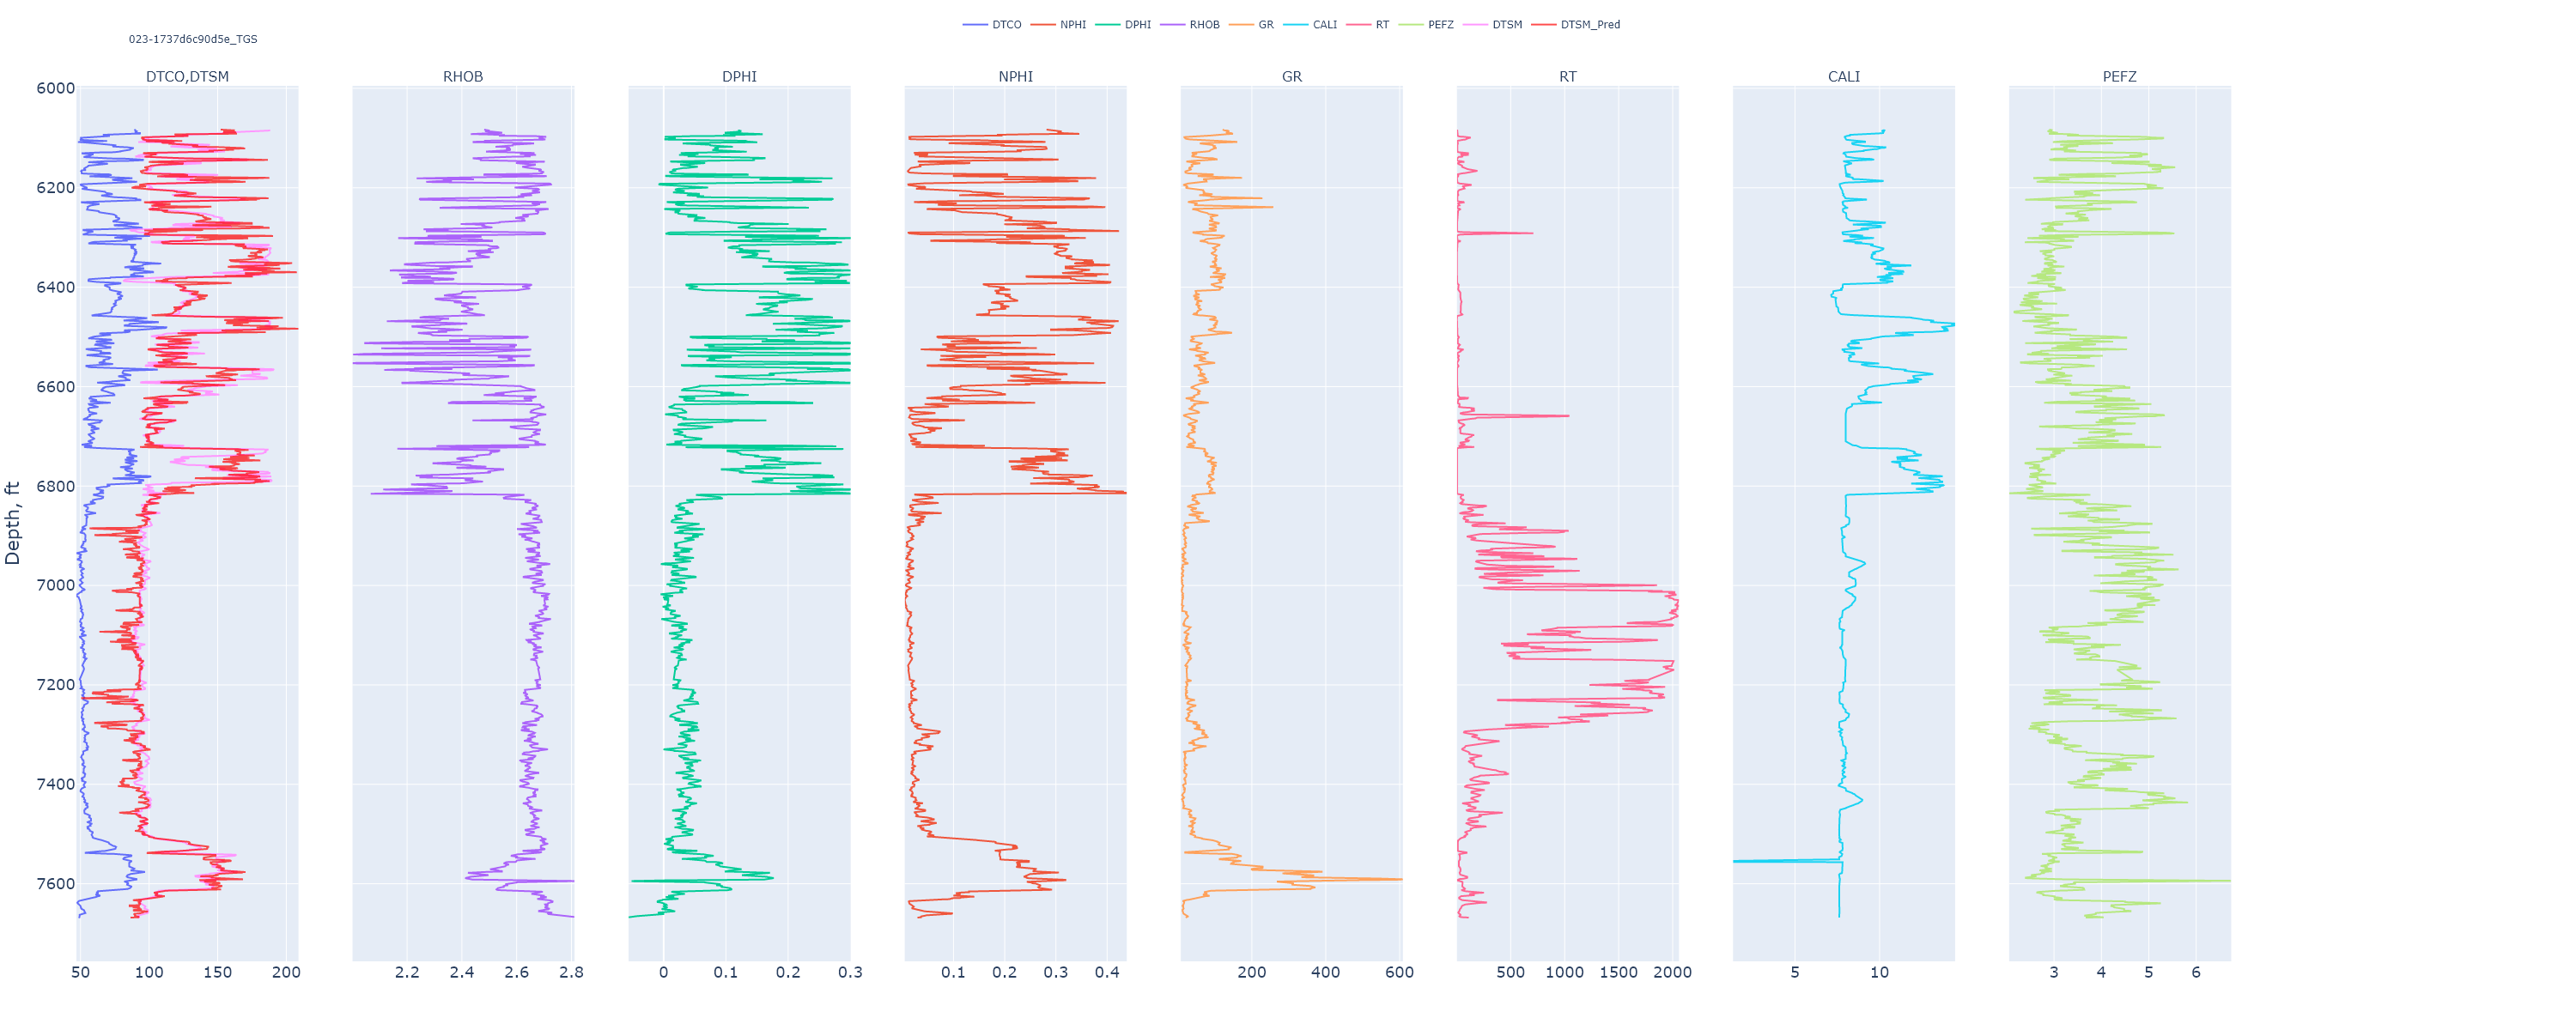 DTCO NPHI DPHI RHOB GR CALI RT PEFZ DTSM DTSM_Pred
023-1737d6c90d5e_TGS
DTCO,DTSM RHOB DPHI NPHI GR RT CALI PEFZ
Depth, ft
6000
6200
6400
6600
6800
7000
7200
7400
7600
50 100 150 200 2.2 2.4 2.6 2.8 0 0.1 0.2 0.3 0.1 0.2 0.3 0.4 200 400 600 500 1000 1500 2000 5 10 3 4 5 6